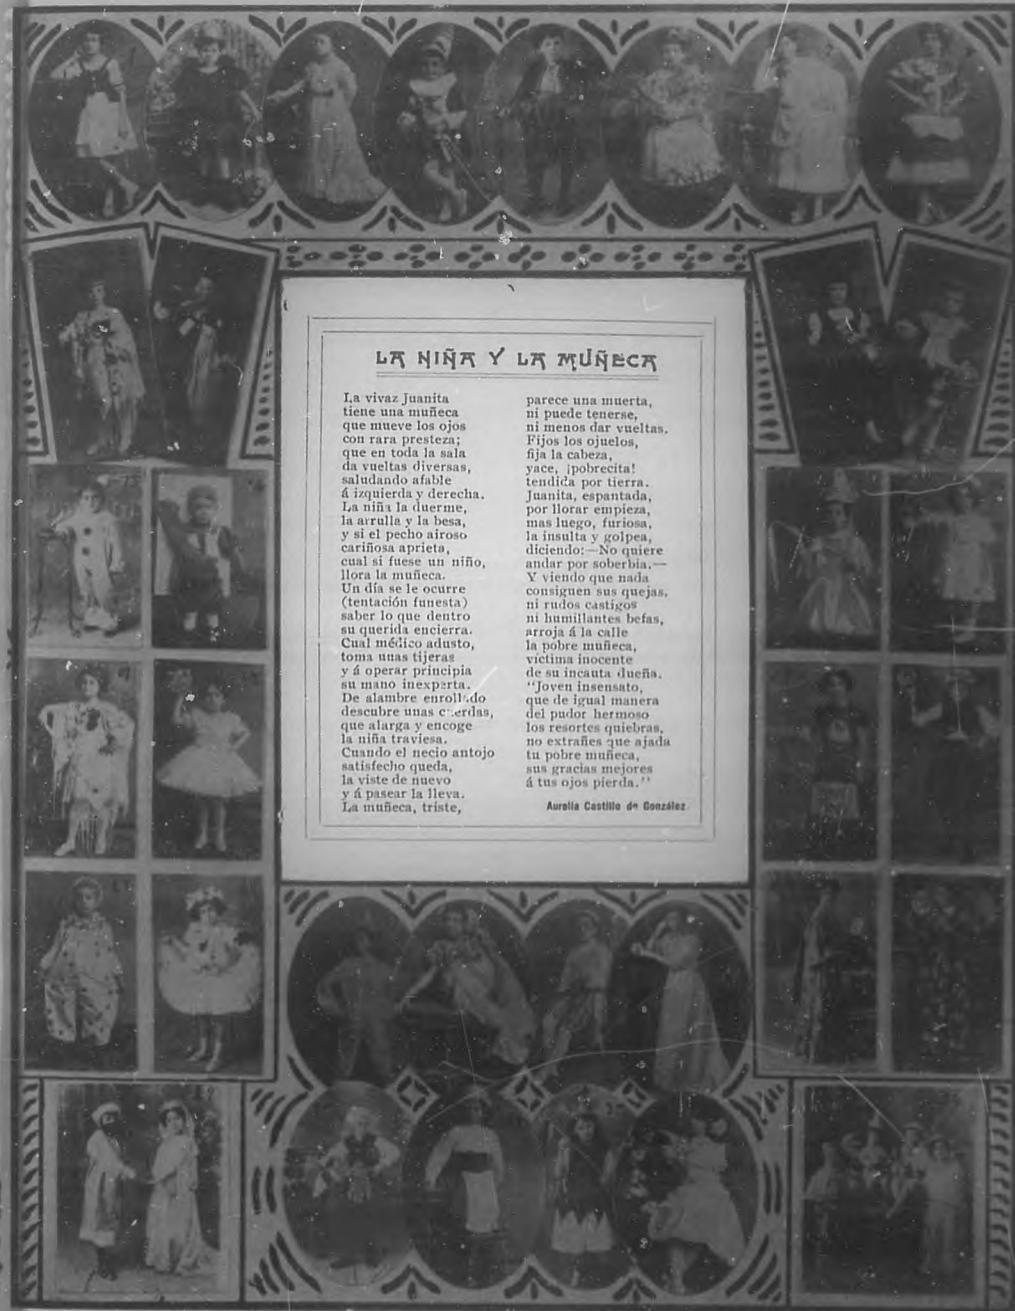 LA NIÑA Y LA MUÑECA
La vivaz Juanita
tiene una muñeca
que mueve los ojos
con rara presteza;
que en toda la sala
da vueltas diversas,
saludando afable
á izquierda y derecha.
La niña la duerme,
la arrulla y la besa,
y si el pecho airoso
cariñosa aprieta,
cual si fuese un niño,
llora la muñeca.
Un día se le ocurre
(tentación funesta)
saber lo que dentro
su querida encierra.
Cual médico adusto,
toma unas tijeras
y á operar principia
su mano inexperta.
De alambre enrollado
descubre unas cuerdas,
que alarga y encoge
la niña traviesa.
Cuando el necio antojo
satisfecho queda,
la viste de nuevo
y á pasear la lleva.
La muñeca, triste,
parece una muerta,
ni puede tenerse,
ni menos dar vueltas.
Fijos los ojuelos,
fija la cabeza,
yace, ¡pobrecita!
tendida por tierra.
Juanita, espantada,
por llorar empieza,
mas luego, furiosa,
la insulta y golpea,
diciendo:—No quiere
andar por soberbia.—
Y viendo que nada
consiguen sus quejas,
ni rudos castigos
ni humillantes befas,
arroja á la calle
la pobre muñeca,
víctima inocente
de su incauta dueña.
"Joven insensato,
que de igual manera
del pudor hermoso
los resortes quiebras,
no extrañes que ajada
tu pobre muñeca,
sus gracias mejores
á tus ojos pierda."
Aurelia Castillo de González